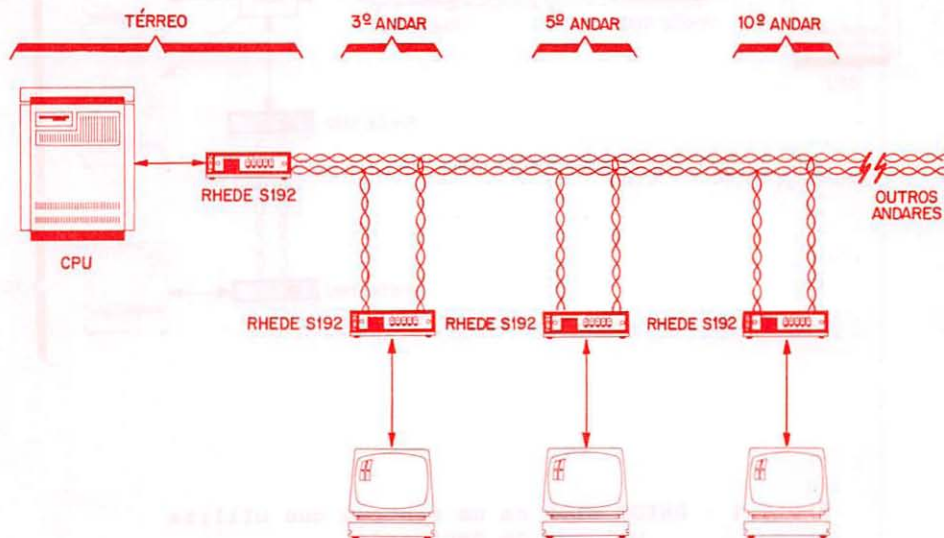 TÉRREO
3º ANDAR
5º ANDAR
10º ANDAR
RHEDE S192
OUTROS
ANDARES
CPU
RHEDE S192
RHEDE S192
RHEDE S192